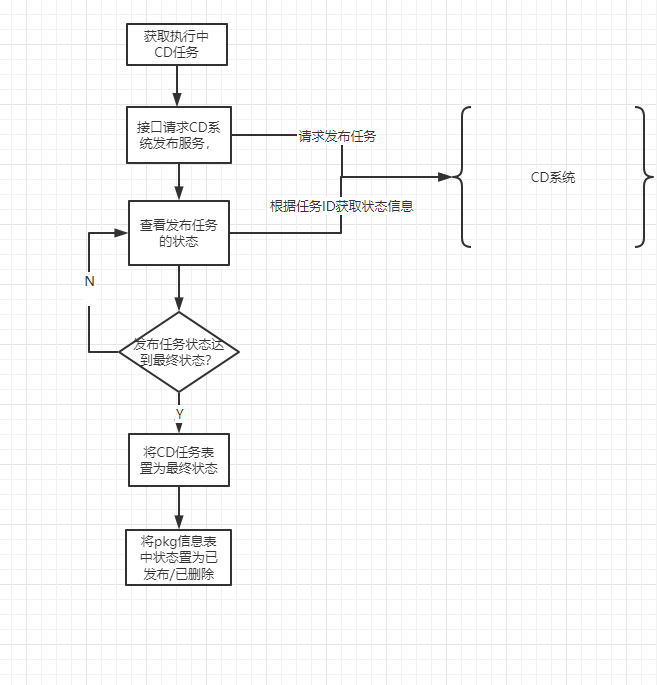 获取执行中
CD任务
接口请求CD系
统发布服务，
请求发布任务
CD系统
根据任务ID获取状态信息
查看发布任务
的状态
N
发布任务状态达
到最终状态?
Y
将CD任务表
置为最终状态
将pkg信息表
中状态置为已
发布/已删除